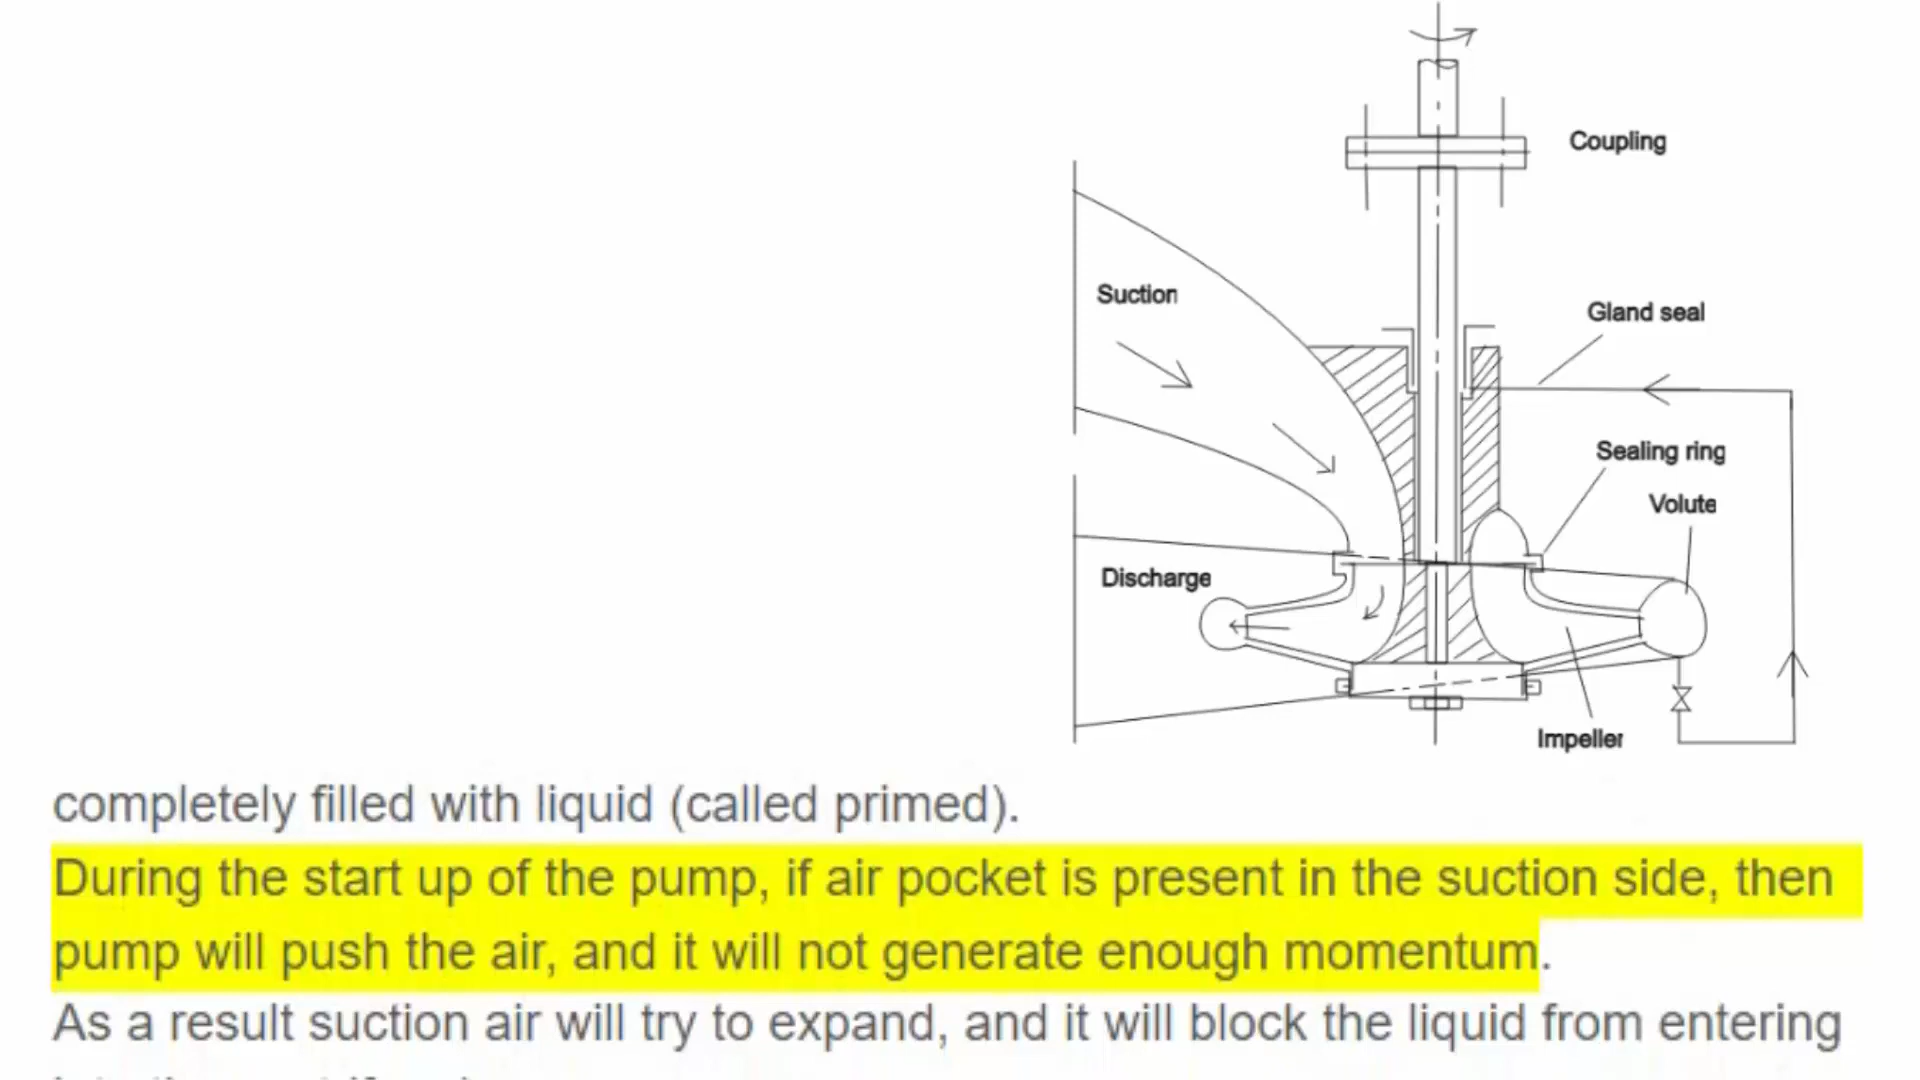 Coupling
Suction
Gland seal
Sealing ring
Volute
Discharge
Impeller
completely filled with liquid (called primed).
During the start up of the pump, if air pocket is present in the suction side, then
pump will push the air, and it will not generate enough momentum.
As a result suction air will try to expand, and it will block the liquid from entering